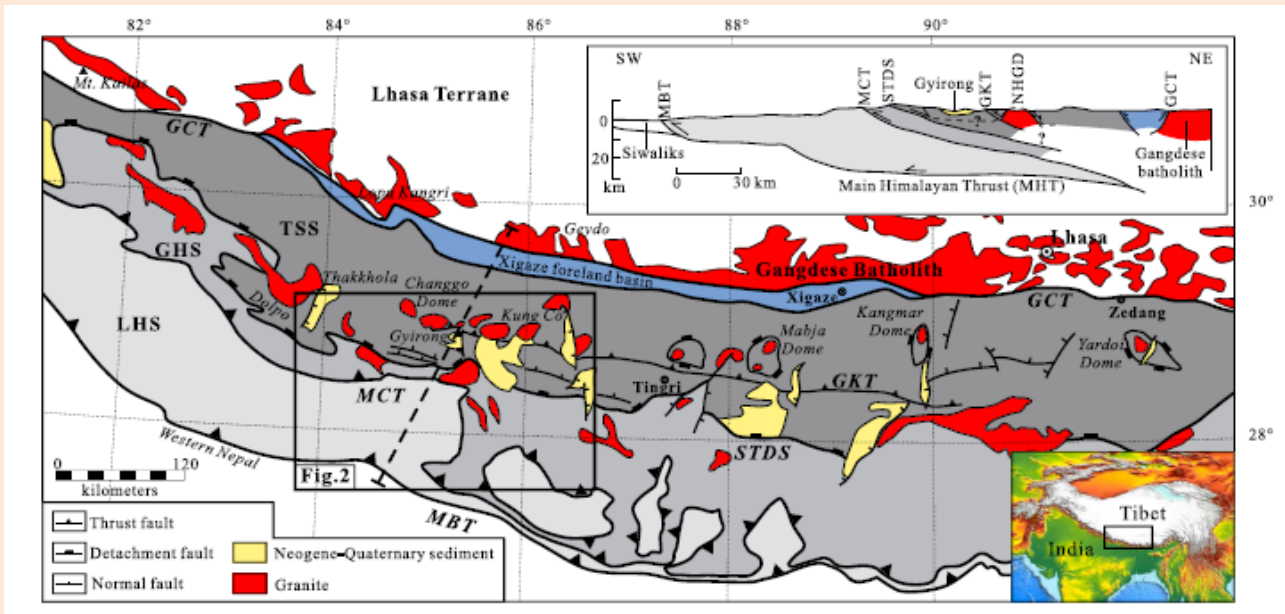 82° 84° 86° 88° 90°
Mt. Kailas
Lhasa Terrane
GCT
Lopu Kangri
TSS
GHS
LHS
Thakkhola
Dolpo
Changgo
Dome
Gyirong
Kung Co
Xigaze foreland basin
Geydo
Gangdese Batholith
Xigaze
Lhasa
GCT
Zedang
Kangmar
Dome
Mabja
Dome
Yardoi
Dome
Tingri
GKT
MCT
STDS
MBT
Western Nepal
Fig.2
30°
28°
SW
NE
MBT
MCT
STDS
Gyirong
GKT
NHGD
GCT
0
20
km
Siwaliks
0 30 km
Main Himalayan Thrust (MHT)
Gangdese
batholith
?
?
0 120
kilometers
Thrust fault
Detachment fault
Normal fault
Neogene-Quaternary sediment
Granite
Tibet
India